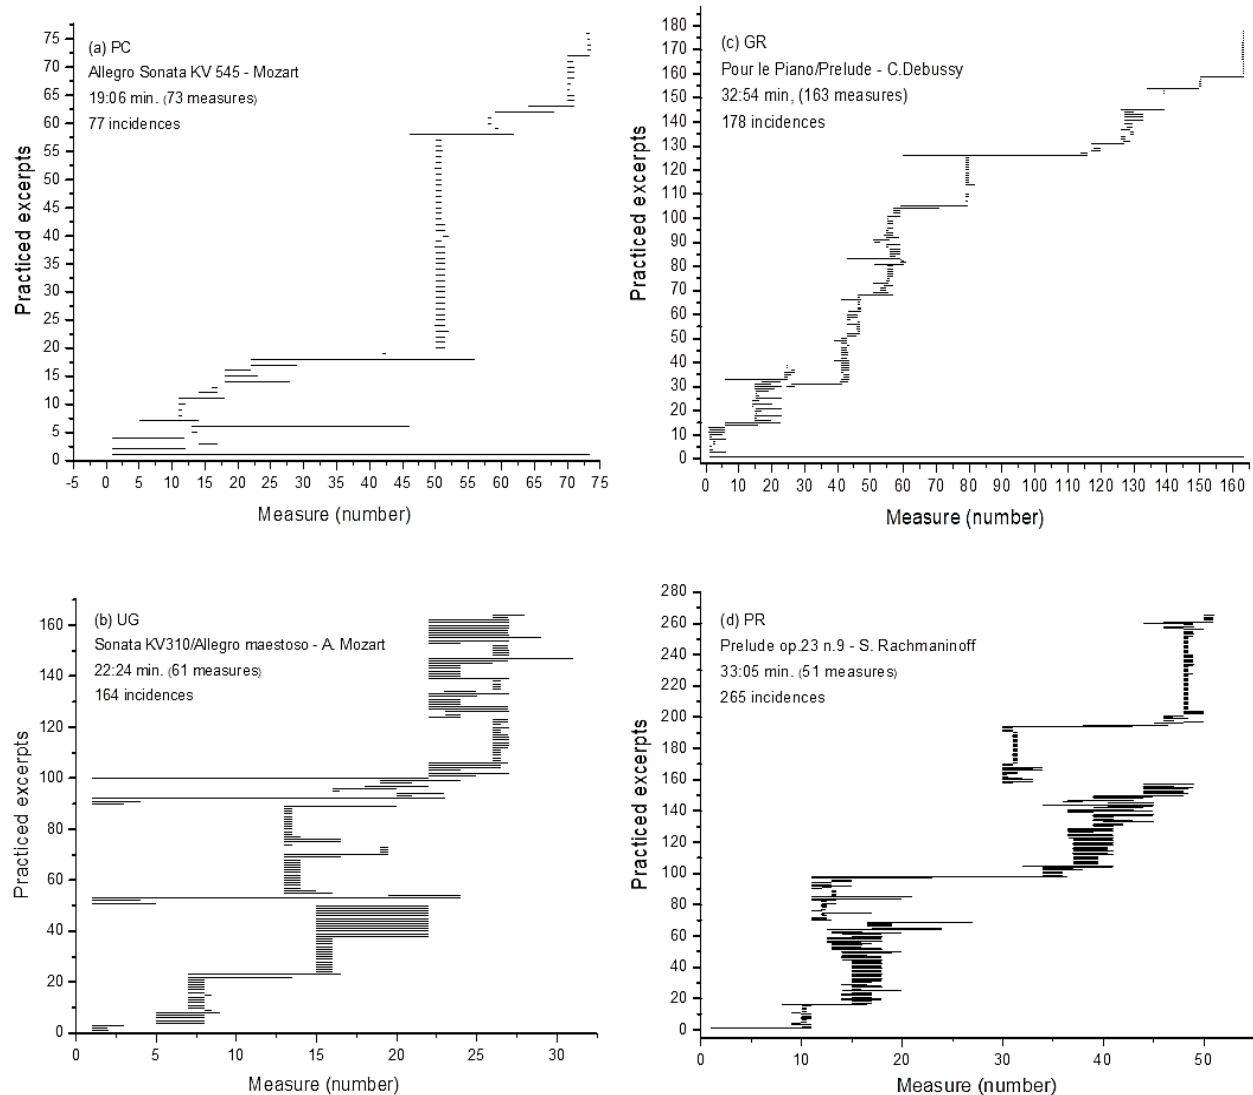 (a) PC
Allegro Sonata KV 545 - Mozart
19:06 min. (73 measures)
77 incidences
Practiced excerpts
75
70
65
60
55
50
45
40
35
30
25
20
15
10
5
0
-5 0 5 10 15 20 25 30 35 40 45 50 55 60 65 70 75
Measure (number)
(c) GR
Pour le Piano/Prelude - C.Debussy
32:54 min, (163 measures)
178 incidences
Practiced excerpts
180
170
160
150
140
130
120
110
100
90
80
70
60
50
40
30
20
10
0
0 10 20 30 40 50 60 70 80 90 100 110 120 130 140 150 160
Measure (number)
(b) UG
Sonata KV310/Allegro maestoso - A. Mozart
22:24 min. (61 measures)
164 incidences
Practiced excerpts
160
140
120
100
80
60
40
20
0
0 5 10 15 20 25 30
Measure (number)
(d) PR
Prelude op.23 n.9 - S. Rachmaninoff
33:05 min. (51 measures)
265 incidences
Practiced excerpts
280
260
240
220
200
180
160
140
120
100
80
60
40
20
0
0 10 20 30 40 50
Measure (number)